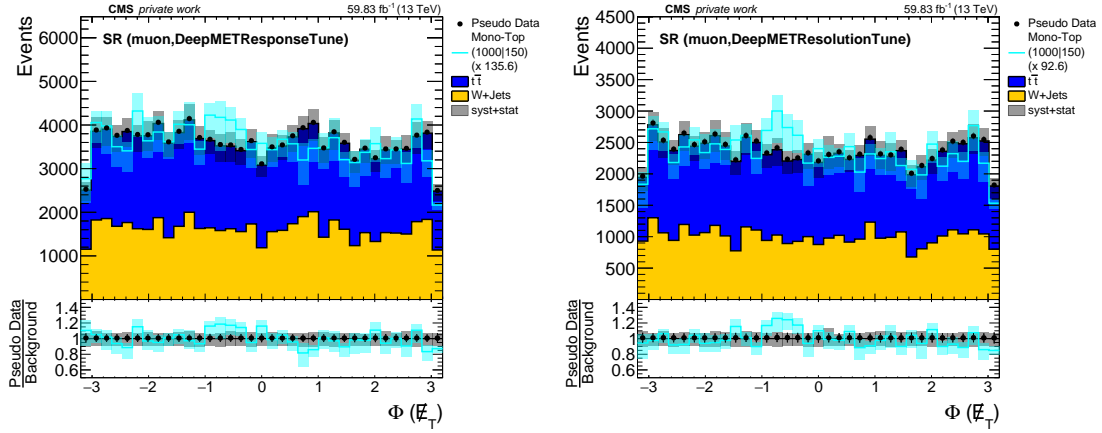 CMS private work 59.83 fb-1 (13 TeV)
SR (muon,DeepMETResponseTune)
Events
6000
5000
4000
3000
2000
1000
Pseudo Data
Mono-Top
(1000|150)
(x 135.6)
tt̅
W+Jets
syst+stat
Pseudo Data
Background
1.4
1.2
1
0.8
0.6
−3 −2 −1 0 1 2 3
Φ (E̸T)
CMS private work 59.83 fb-1 (13 TeV)
SR (muon,DeepMETResolutionTune)
Events
4500
4000
3500
3000
2500
2000
1500
1000
500
Pseudo Data
Mono-Top
(1000|150)
(x 92.6)
tt̅
W+Jets
syst+stat
Pseudo Data
Background
1.4
1.2
1
0.8
0.6
−3 −2 −1 0 1 2 3
Φ (E̸T)